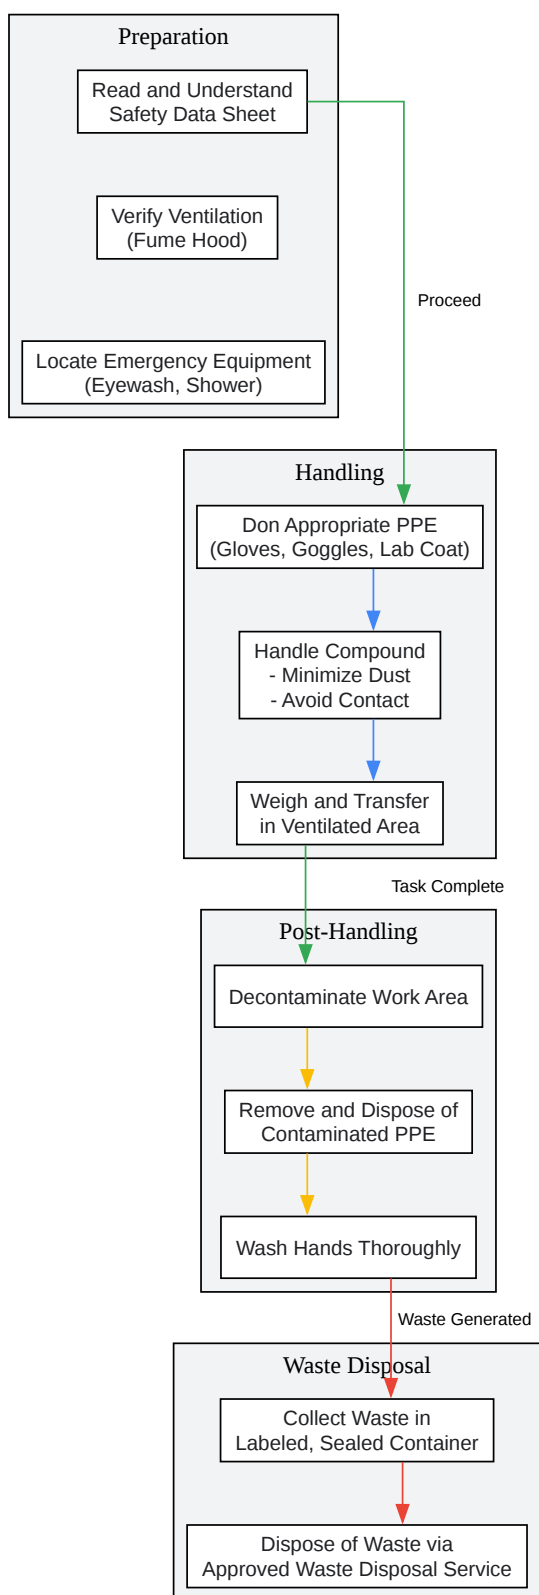 Preparation
Read and Understand
Safety Data Sheet
Verify Ventilation
(Fume Hood)
Proceed
Locate Emergency Equipment
(Eyewash, Shower)
Handling
Don Appropriate PPE
(Gloves, Goggles, Lab Coat)
Handle Compound
- Minimize Dust
- Avoid Contact
Weigh and Transfer
in Ventilated Area
Task Complete
Post-Handling
Decontaminate Work Area
Remove and Dispose of
Contaminated PPE
Wash Hands Thoroughly
Waste Generated
Waste Disposal
Collect Waste in
Labeled, Sealed Container
Dispose of Waste via
Approved Waste Disposal Service